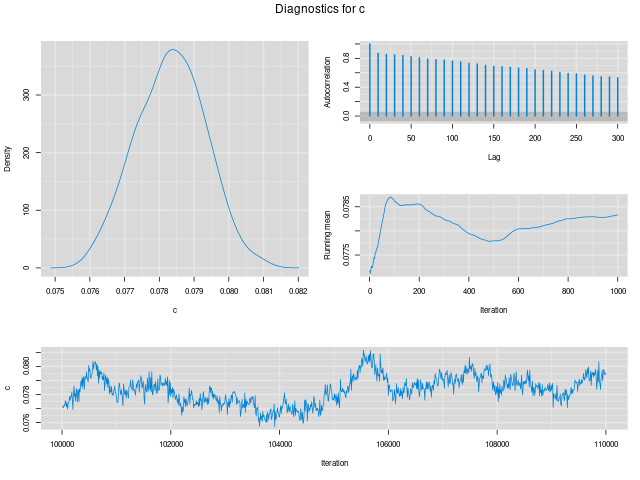 Diagnostics for c
Density
0
100
200
300
0.075 0.076 0.077 0.078 0.079 0.080 0.081 0.082
c
Autocorrelation
0.0 0.4 0.8
0 50 100 150 200 250 300
Lag
Running mean
0.0775 0.0785
0 200 400 600 800 1000
Iteration
c
0.076 0.078 0.080
100000 102000 104000 106000 108000 110000
Iteration